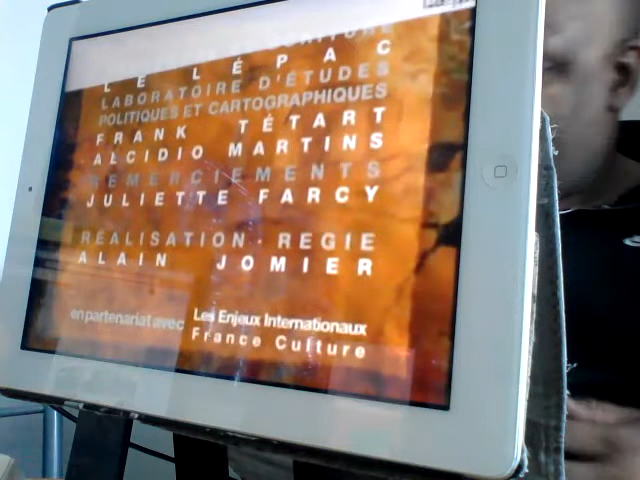 LE LÉPAC
LABORATOIRE D'ÉTUDES
POLITIQUES ET CARTOGRAPHIQUES
FRANK TÉTART
ALCIDIO MARTINS
REMERCIEMENTS
JULIETTE FARCY
RÉALISATION · REGIE
ALAIN JOMIER
en partenariat avec Les Enjeux Internationaux
France Culture